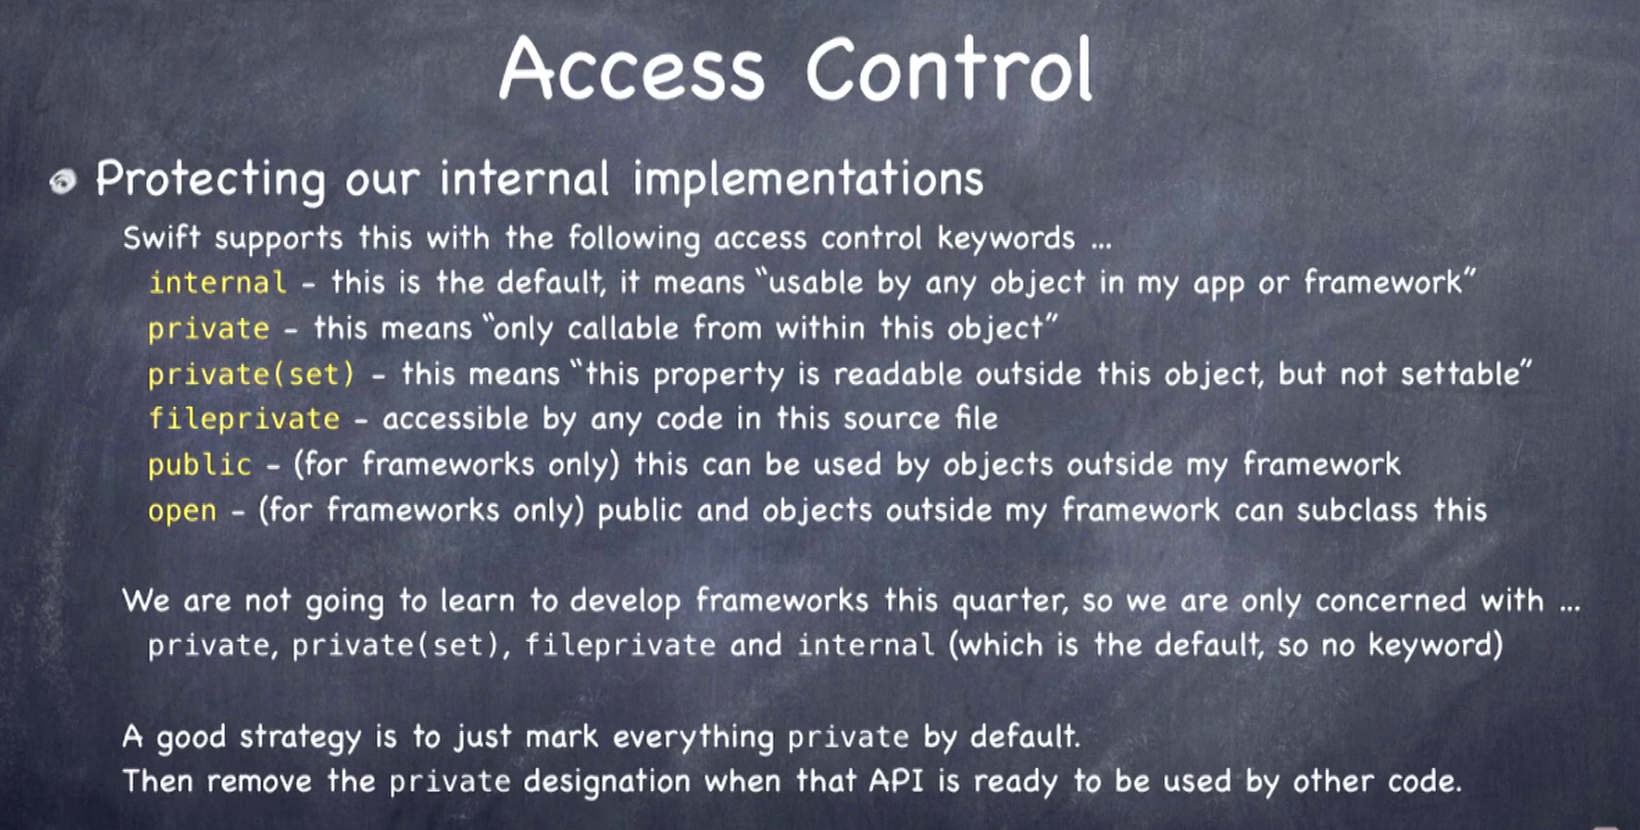 Access Control
Protecting our internal implementations
Swift supports this with the following access control keywords ...
internal - this is the default, it means “usable by any object in my app or framework”
private - this means “only callable from within this object”
private(set) - this means “this property is readable outside this object, but not settable”
fileprivate - accessible by any code in this source file
public - (for frameworks only) this can be used by objects outside my framework
open - (for frameworks only) public and objects outside my framework can subclass this
We are not going to learn to develop frameworks this quarter, so we are only concerned with ...
private, private(set), fileprivate and internal (which is the default, so no keyword)
A good strategy is to just mark everything private by default.
Then remove the private designation when that API is ready to be used by other code.